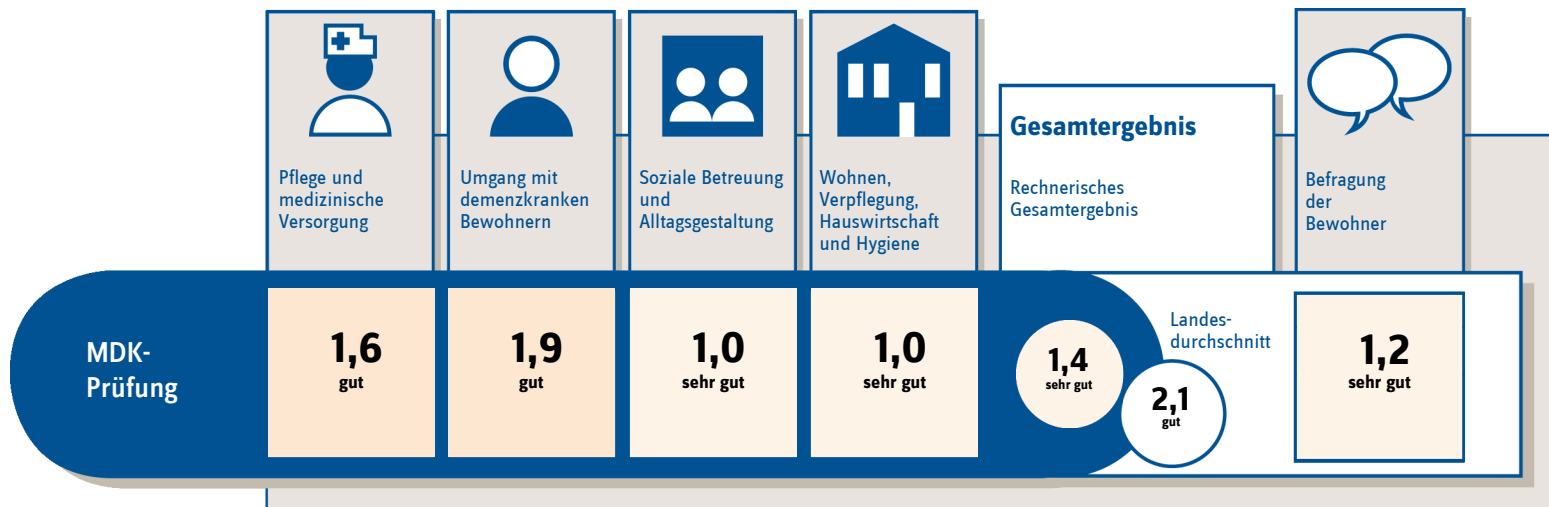 Pflege und
medizinische
Versorgung
Umgang mit
demenzkranken
Bewohnern
Soziale Betreuung
und
Alltagsgestaltung
Wohnen,
Verpflegung,
Hauswirtschaft
und Hygiene
Gesamtergebnis
Rechnerisches
Gesamtergebnis
Befragung
der
Bewohner
MDK-
Prüfung
1,6
gut
1,9
gut
1,0
sehr gut
1,0
sehr gut
1,4
sehr gut
Landes-
durchschnitt
2,1
gut
1,2
sehr gut